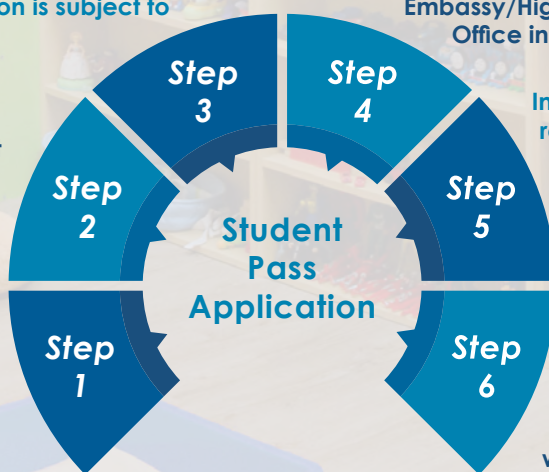 on is subject to
Embassy/Hig
Office in
In
Step
3
Step
4
Step
2
Step
5
Student
Pass
Application
Step
1
Step
6